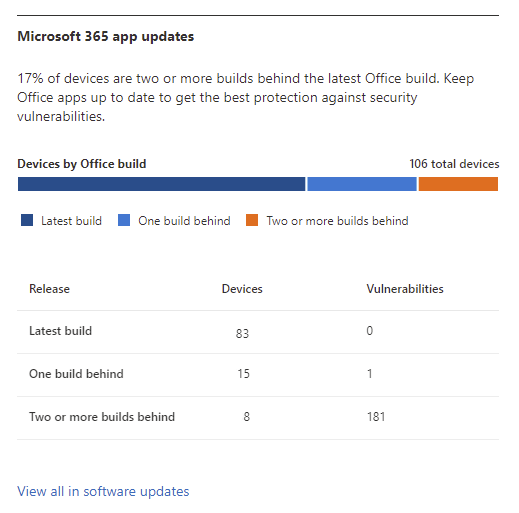 Microsoft 365 app updates
17% of devices are two or more builds behind the latest Office build. Keep
Office apps up to date to get the best protection against security
vulnerabilities.
Devices by Office build 106 total devices
Latest build One build behind Two or more builds behind
Release Devices Vulnerabilities
Latest build 83 0
One build behind 15 1
Two or more builds behind 8 181
View all in software updates